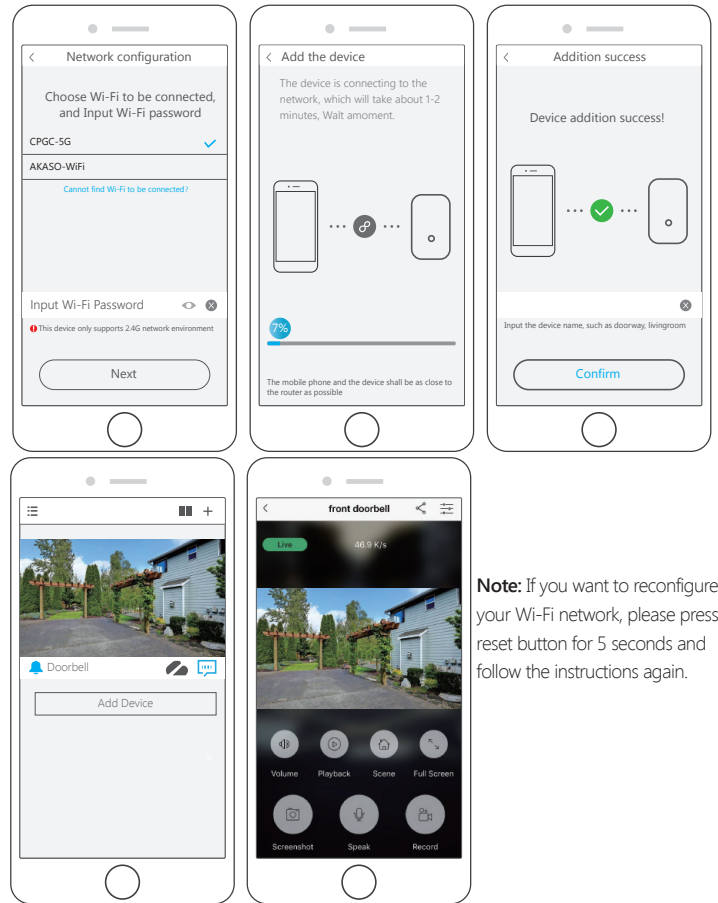 Network configuration
Choose Wi-Fi to be connected,
and Input Wi-Fi password
CPGC-5G
AKASO-WiFi
Cannot find Wi-Fi to be connected?
Input Wi-Fi Password
This device only supports 2.4G network environment
Next
Add the device
The device is connecting to the
network, which will take about 1-2
minutes, Walt amoment.
7%
The mobile phone and the device shall be as close to
the router as possible
Addition success
Device addition success!
Input the device name, such as doorway, livingroom
Confirm
Doorbell
Add Device
front doorbell
Live
46.9 K/s
Volume Playback Scene Full Screen
Screenshot Speak Record
Note: If you want to reconfigure
your Wi-Fi network, please press
reset button for 5 seconds and
follow the instructions again.